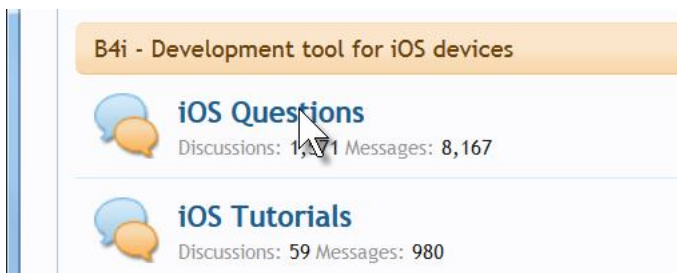 B4i - Development tool for iOS devices
iOS Questions
Discussions: Messages: 8,167
iOS Tutorials
Discussions: 59 Messages: 980